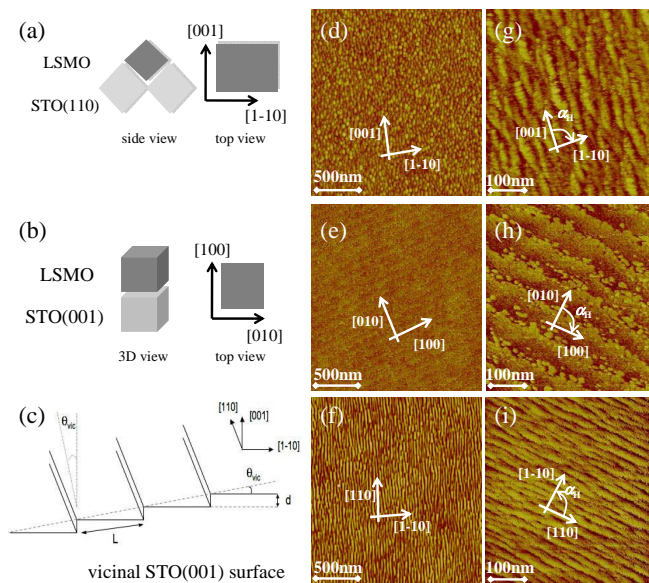 (a)
[001]
LSMO
STO(110)
[1-10]
side view
top view
(b)
[100]
LSMO
STO(001)
[010]
3D view
top view
(c)
θvic
[110]
[001]
[1-10]
θvic
d
L
vicinal STO(001) surface
(d)
[001]
[1-10]
500nm
(e)
[010]
[100]
500nm
(f)
[110]
[1-10]
500nm
(g)
αH
[001]
[1-10]
100nm
(h)
[010]
αH
[100]
100nm
(i)
[1-10]
αH
[110]
100nm